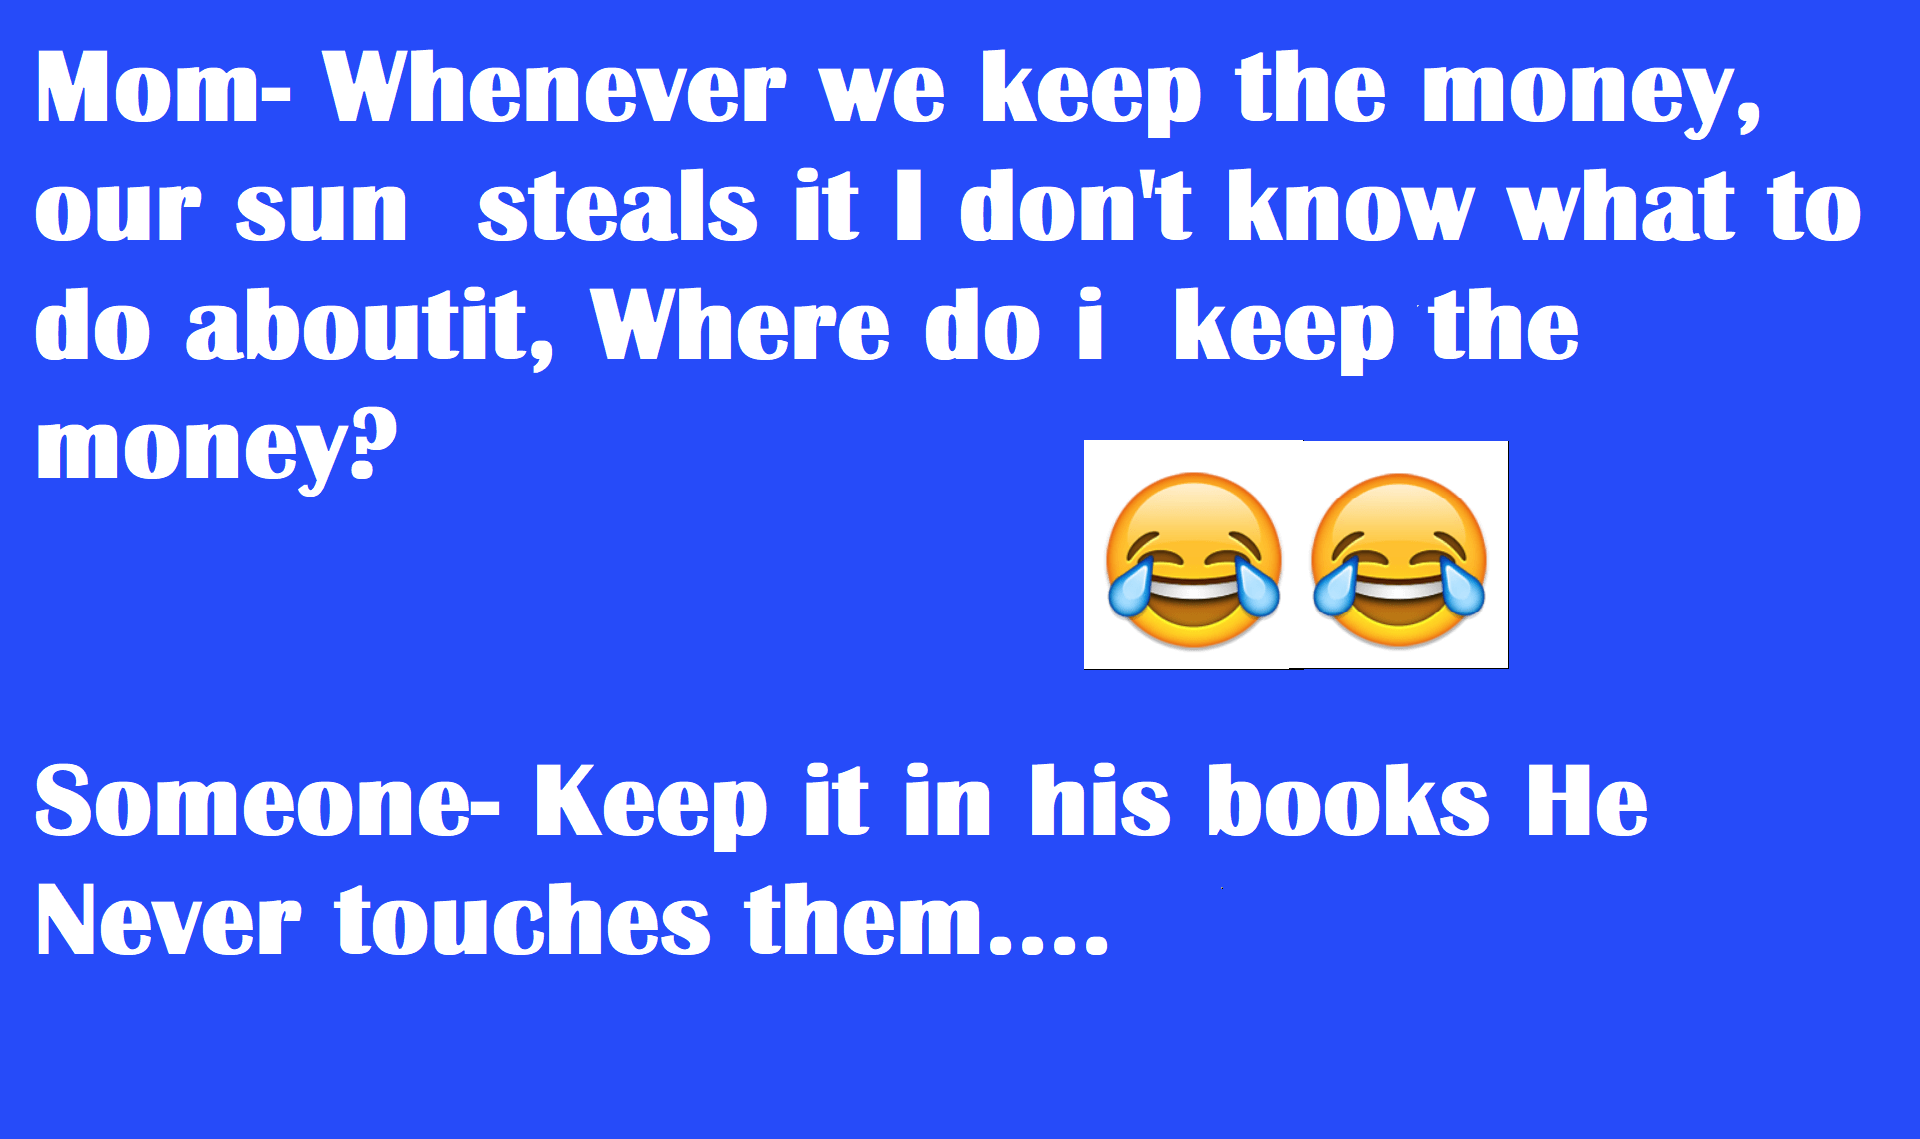 Mom- Whenever we keep the money,
our sun  steals it I don't know what to
do aboutit, Where do i  keep the
money?
Someone- Keep it in his books He
Never touches them....